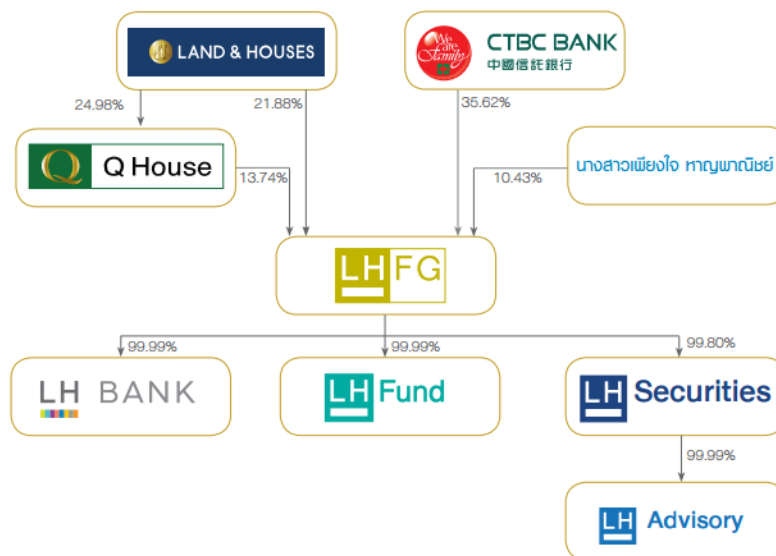 LAND & HOUSES
We are Family
CTBC BANK
中國信託銀行
24.98%
21.88%
35.62%
Q Q House
13.74%
10.43%
นางสาวเพียงใจ หาญพาณิชย์
LH FG
99.99%
99.99%
99.80%
LH BANK
LH Fund
LH Securities
99.99%
LH Advisory